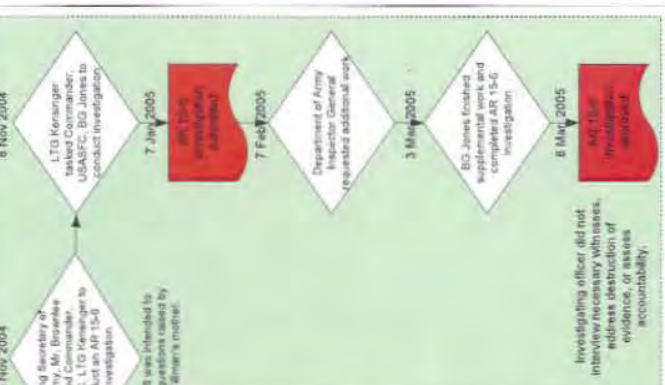 8 Nov 2004
LTG Kensinger
tasked Commander,
USASFC, BG Jones to
conduct investigation.
7 Jan 2005
AR 15-6
investigation
submitted
7 Feb 2005
Department of Army
Inspector General
requested additional work
3 Mar 2005
BG Jones finished
supplemental work and
completed AR 15-6
investigation
8 Mar 2005
AR 15-6
investigation
approved
Investigating officer did not
interview necessary witnesses,
address destruction of
evidence, or assess
accountability.
Nov 2004
Secretary of
Mr. Brownlee
Commander,
LTG Kensinger to
an AR 15-6
investigation
was intended to
questions raised by
mother.